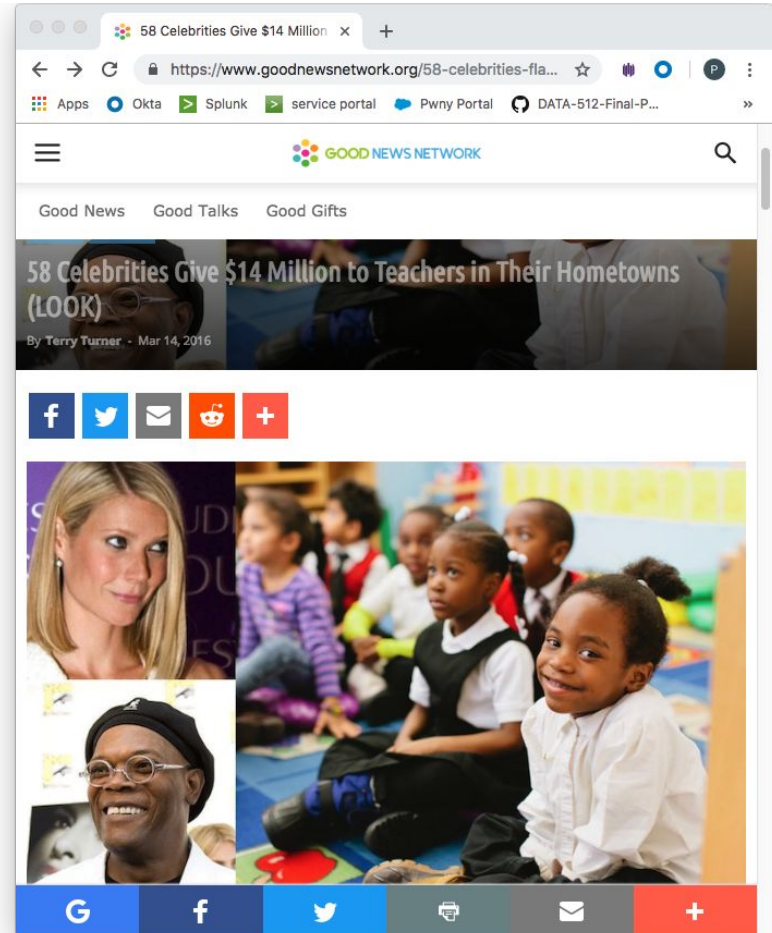 58 Celebrities Give $14 Million
https://www.goodnewsnetwork.org/58-celebrities-fla...
P
Apps Okta Splunk service portal Pwny Portal DATA-512-Final-P... »
GOOD NEWS NETWORK
Good News Good Talks Good Gifts
58 Celebrities Give $14 Million to Teachers in Their Hometowns
(LOOK)
By Terry Turner - Mar 14, 2016